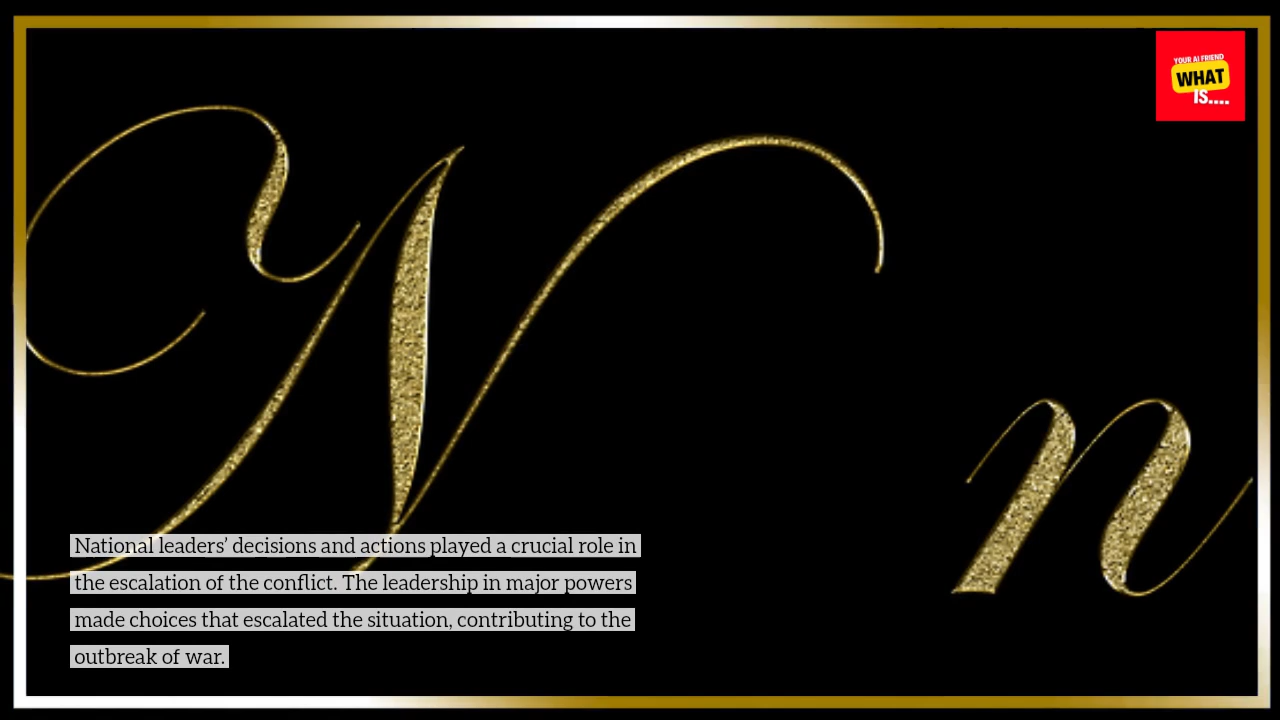 YOUR AI FRIEND
WHAT
IS....
N n
National leaders’ decisions and actions played a crucial role in
the escalation of the conflict. The leadership in major powers
made choices that escalated the situation, contributing to the
outbreak of war.